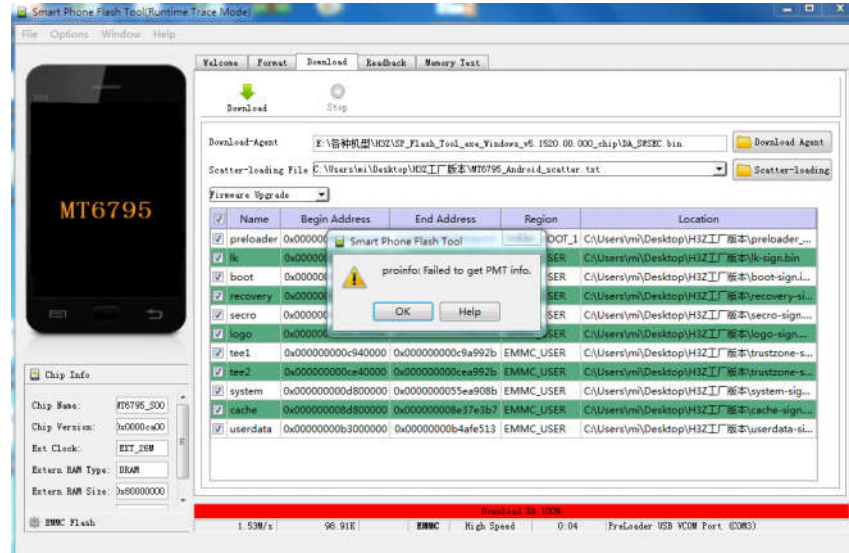 Smart Phone Flash Tool(Runtime Trace Mode)
File Options Window Help
Welcome Format Download Readback Memory Test
Download Stop
Download-Agent E:\各种机型\H3Z\SP_Flash_Tool_exe_Windows_v5.1520.00.000_chip\DA_SWSEC.bin Download Agent
Scatter-loading File C:\Users\mi\Desktop\H3Z工厂版本\MT6795_Android_scatter.txt Scatter-loading
Firmware Upgrade
Name Begin Address End Address Region Location
preloader 0x00000 OOT_1 C:\Users\mi\Desktop\H3Z工厂版本\preloader_...
lk 0x00000 SER C:\Users\mi\Desktop\H3Z工厂版本\lk-sign.bin
boot 0x00000 SER C:\Users\mi\Desktop\H3Z工厂版本\boot-sign.i...
recovery 0x00000 SER C:\Users\mi\Desktop\H3Z工厂版本\recovery-si...
secro 0x00000 SER C:\Users\mi\Desktop\H3Z工厂版本\secro-sign....
logo 0x00000 SER C:\Users\mi\Desktop\H3Z工厂版本\logo-sign....
tee1 0x000000000c940000 0x000000000c9a992b EMMC_USER C:\Users\mi\Desktop\H3Z工厂版本\trustzone-s...
tee2 0x000000000ce40000 0x000000000cea992b EMMC_USER C:\Users\mi\Desktop\H3Z工厂版本\trustzone-s...
system 0x000000000d800000 0x0000000055ea908b EMMC_USER C:\Users\mi\Desktop\H3Z工厂版本\system-sig...
cache 0x000000008d800000 0x000000008e37e3b7 EMMC_USER C:\Users\mi\Desktop\H3Z工厂版本\cache-sign....
userdata 0x00000000b3000000 0x00000000b4afe513 EMMC_USER C:\Users\mi\Desktop\H3Z工厂版本\userdata-si...
Smart Phone Flash Tool
proinfo: Failed to get PMT info.
OK Help
MT6795
Chip Info
Chip Name: MT6795_S00
Chip Version: 0x0000ca00
Ext Clock: EXT_26M
Extern RAM Type: DRAM
Extern RAM Size: 0x80000000
EMMC Flash
Download DA 100%
1.53M/s 98.91K EMMC High Speed 0:04 PreLoader USB VCOM Port (COM3)